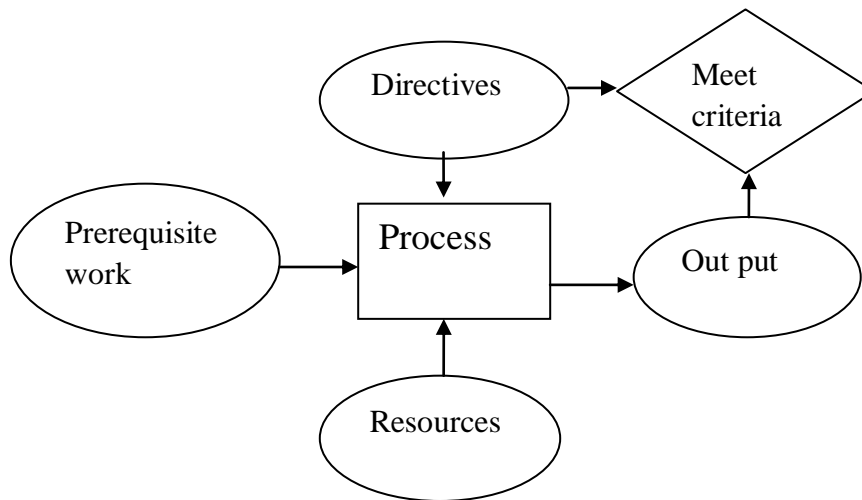 Directives
Meet
criteria
Prerequisite
work
Process
Out put
Resources